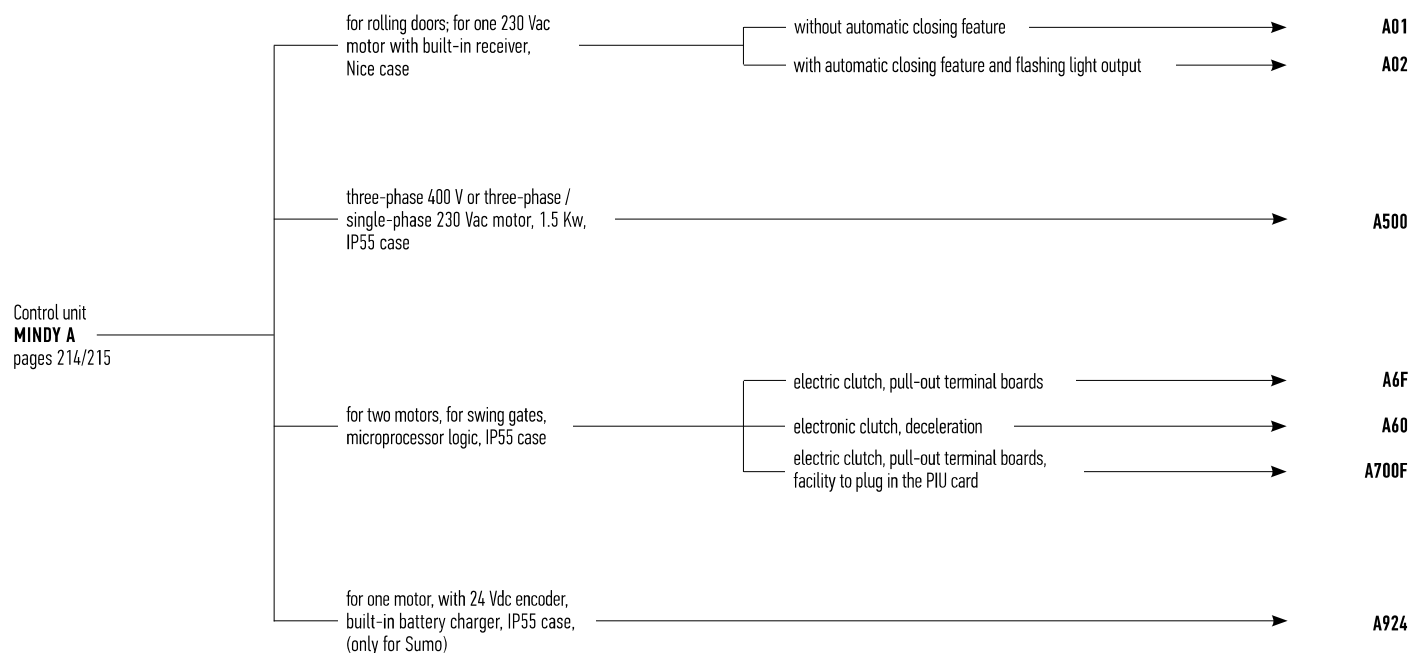 for rolling doors; for one 230 Vac
motor with built-in receiver,
Nice case
without automatic closing feature
A01
with automatic closing feature and flashing light output
A02
three-phase 400 V or three-phase /
single-phase 230 Vac motor, 1.5 Kw,
IP55 case
A500
Control unit
MINDY A
pages 214/215
for two motors, for swing gates,
microprocessor logic, IP55 case
electric clutch, pull-out terminal boards
A6F
electronic clutch, deceleration
A60
electric clutch, pull-out terminal boards,
facility to plug in the PIU card
A700F
for one motor, with 24 Vdc encoder,
built-in battery charger, IP55 case,
(only for Sumo)
A924